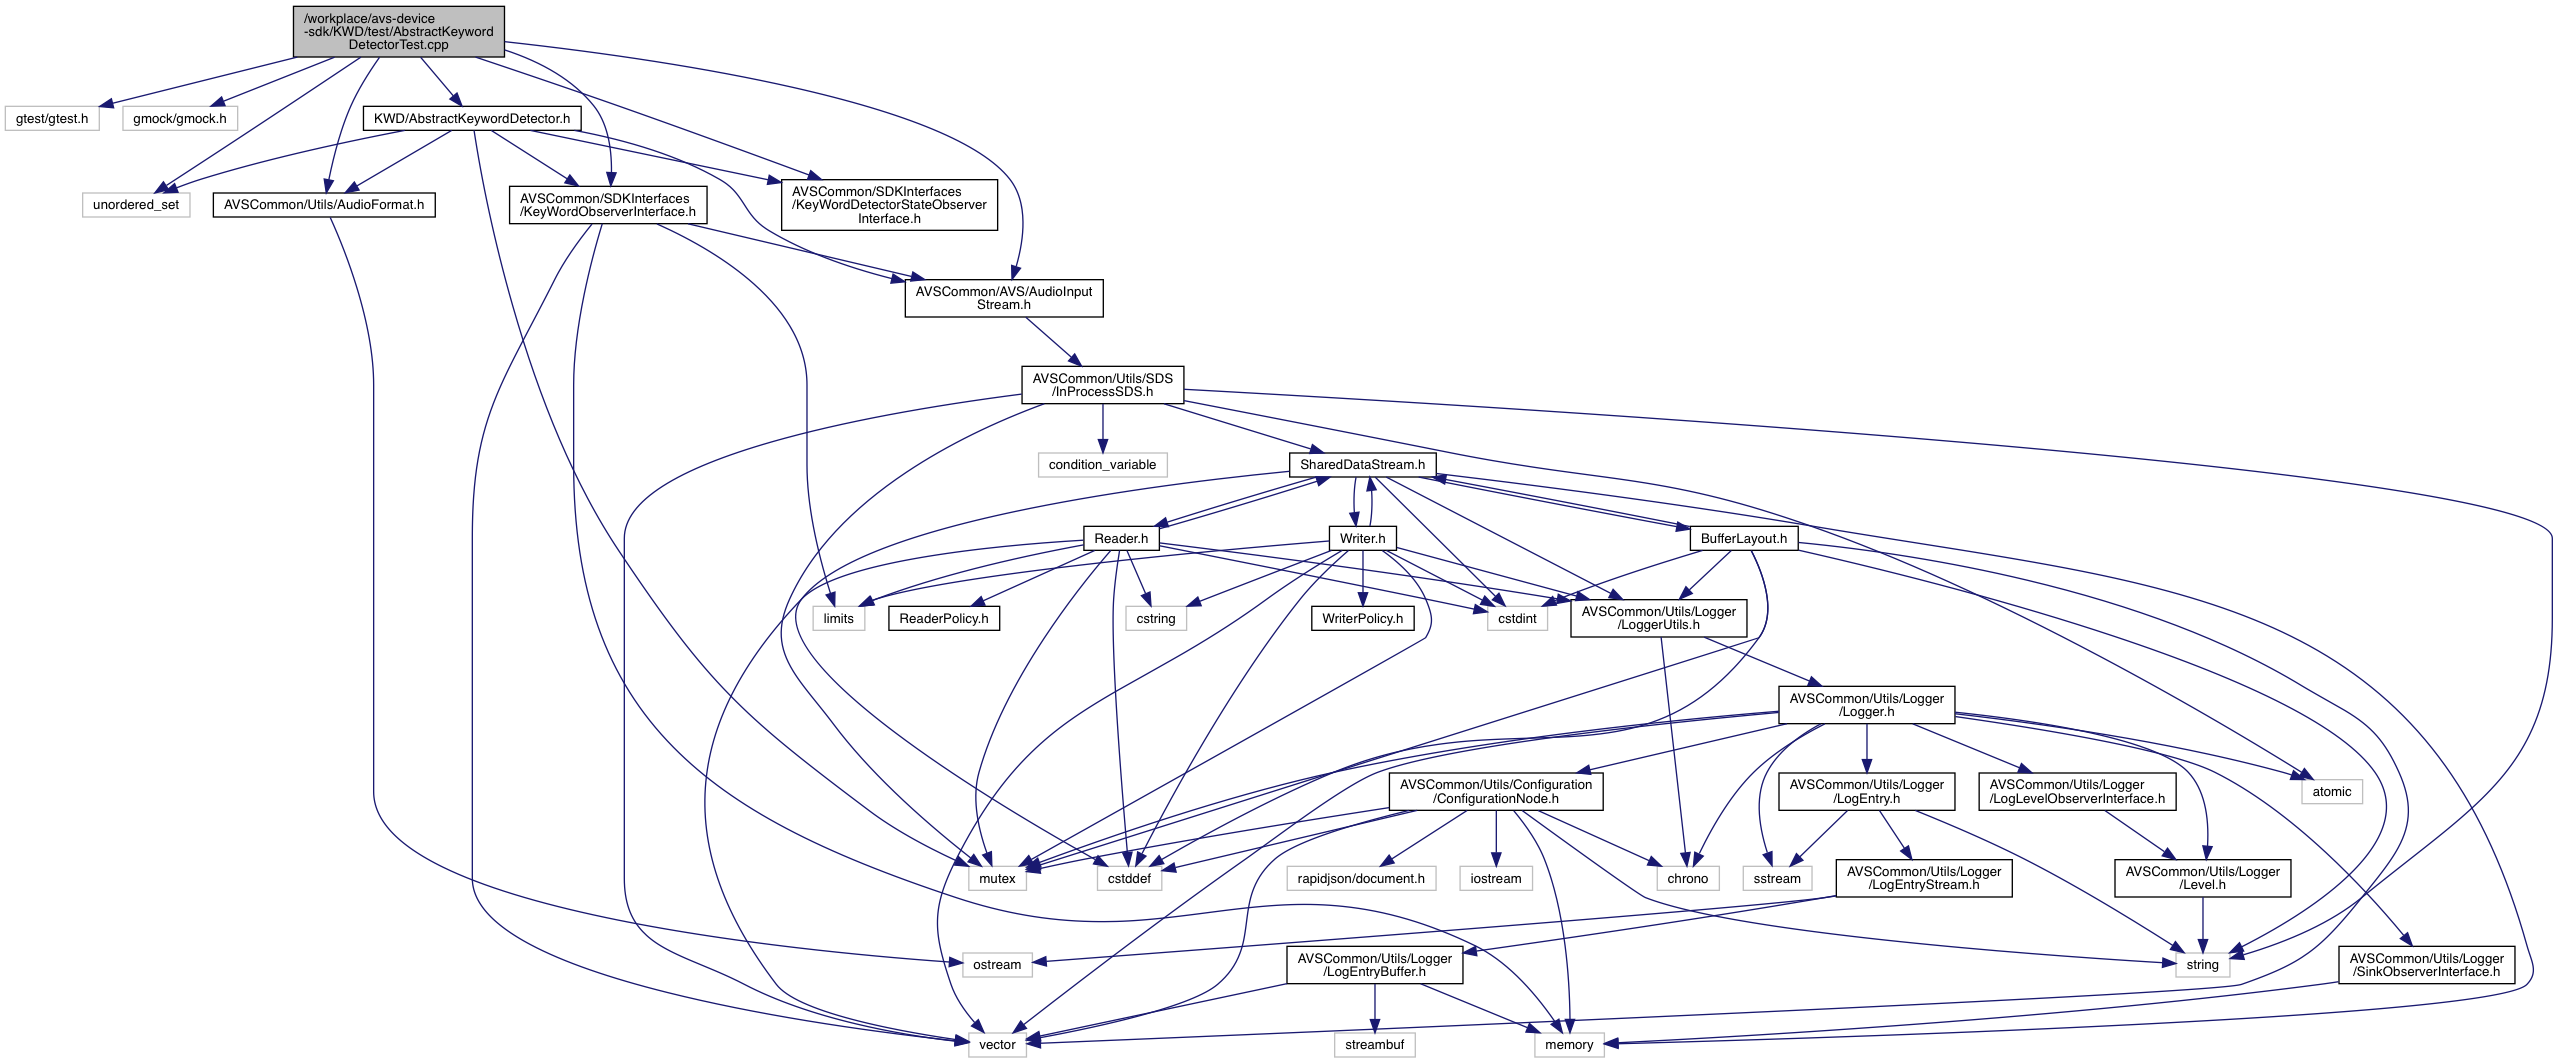 /workplace/avs-device
-sdk/KWD/test/AbstractKeyword
DetectorTest.cpp
gtest/gtest.h
gmock/gmock.h
KWD/AbstractKeywordDetector.h
unordered_set
AVSCommon/Utils/AudioFormat.h
AVSCommon/SDKInterfaces
/KeyWordObserverInterface.h
AVSCommon/SDKInterfaces
/KeyWordDetectorStateObserver
Interface.h
AVSCommon/AVS/AudioInput
Stream.h
AVSCommon/Utils/SDS
/InProcessSDS.h
condition_variable
SharedDataStream.h
Reader.h
Writer.h
BufferLayout.h
limits
ReaderPolicy.h
cstring
WriterPolicy.h
cstdint
AVSCommon/Utils/Logger
/LoggerUtils.h
AVSCommon/Utils/Logger
/Logger.h
AVSCommon/Utils/Configuration
/ConfigurationNode.h
AVSCommon/Utils/Logger
/LogEntry.h
AVSCommon/Utils/Logger
/LogLevelObserverInterface.h
atomic
mutex
cstddef
rapidjson/document.h
iostream
chrono
sstream
AVSCommon/Utils/Logger
/LogEntryStream.h
AVSCommon/Utils/Logger
/Level.h
ostream
AVSCommon/Utils/Logger
/LogEntryBuffer.h
string
AVSCommon/Utils/Logger
/SinkObserverInterface.h
vector
streambuf
memory